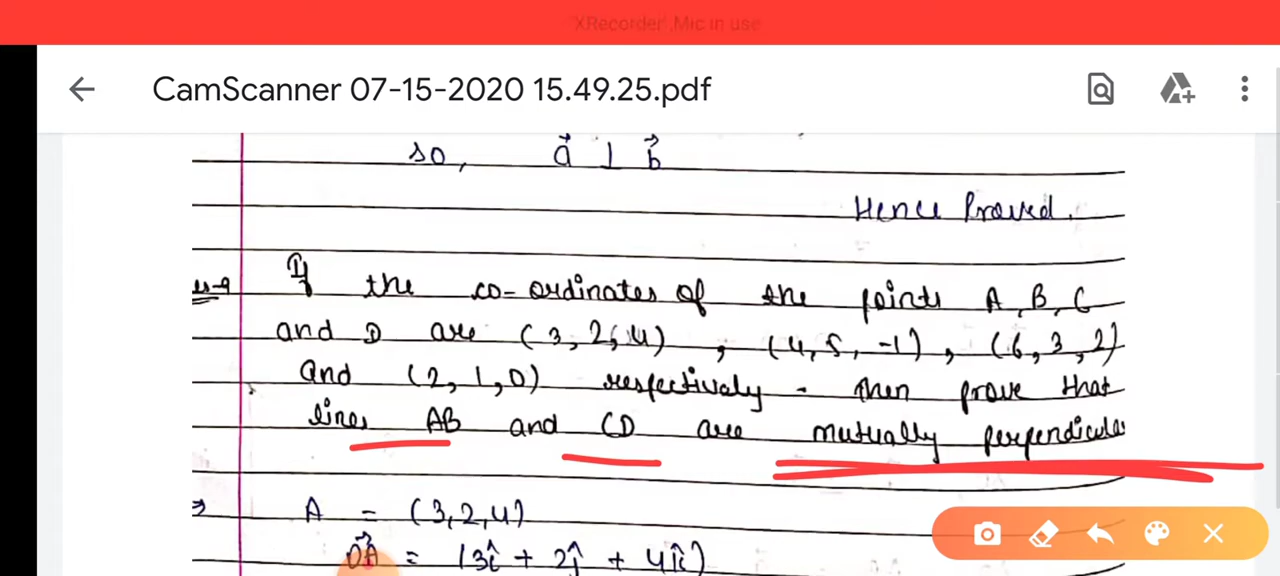 'XRecorder',Mic in use
CamScanner 07-15-2020 15.49.25.pdf
so, a⃗ ⊥ b⃗
Hence Proved.
If the co-ordinates of the points A, B, C
and D are (3, 2, 4) , (4, 5, -1) , (6, 3, 2)
and (2, 1, 0) respectively. Then prove that
lines AB and CD are mutually perpendicular
⇒ A = (3, 2, 4)
OA⃗ = (3î + 2ĵ + 4k̂)